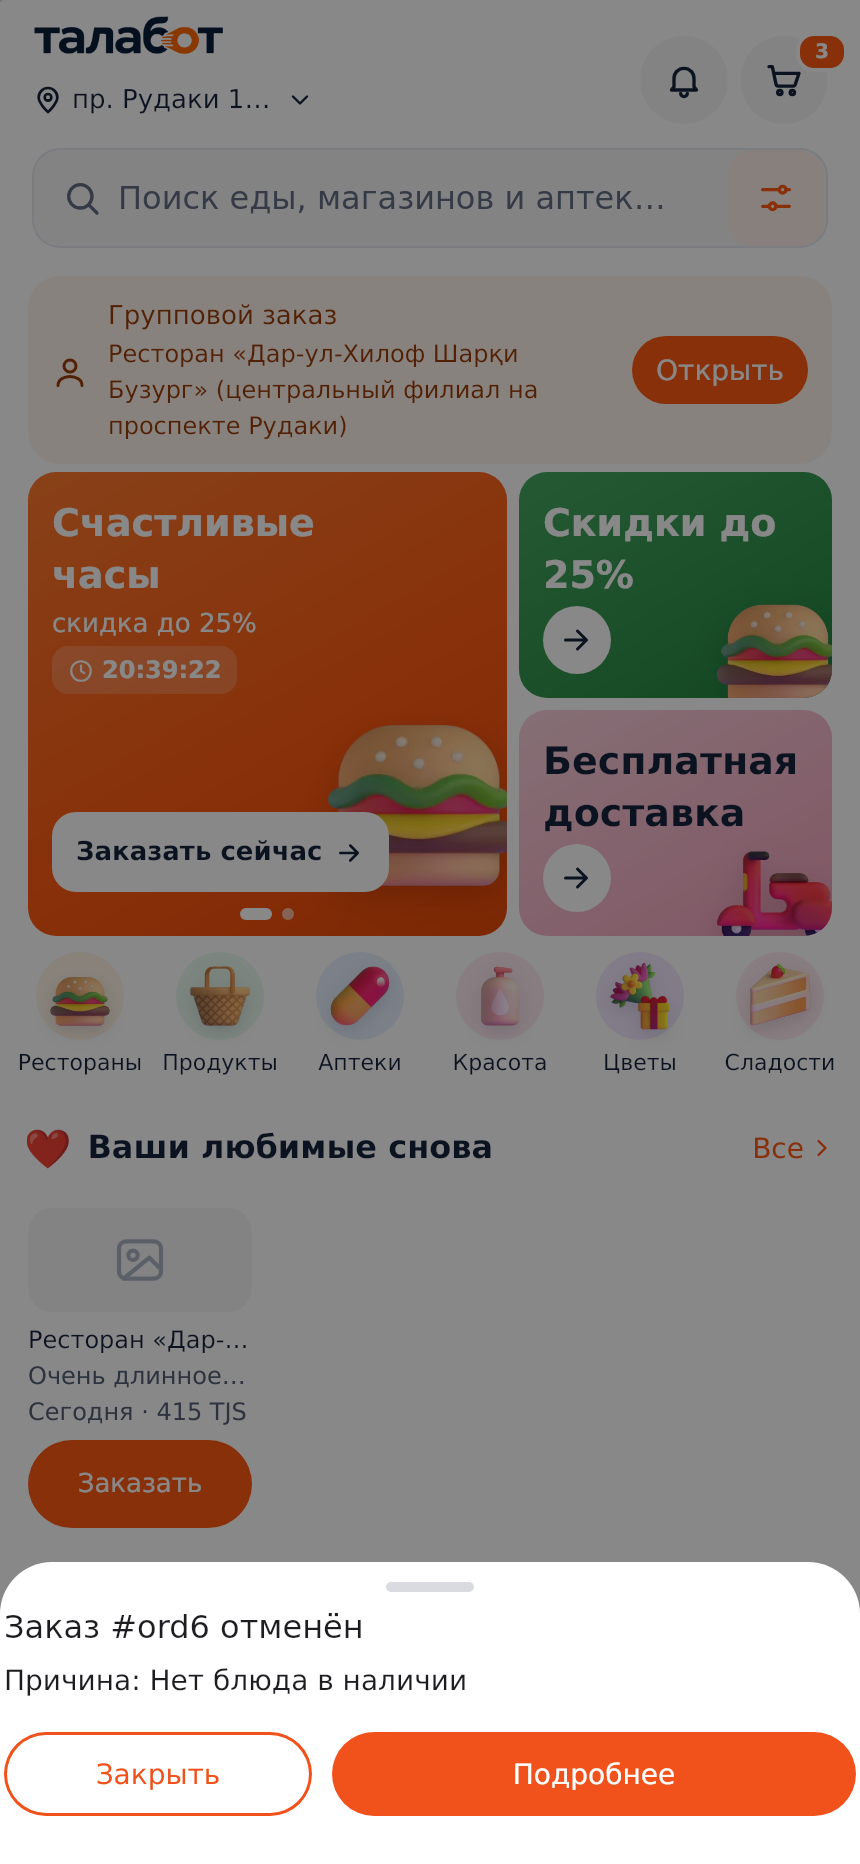 талабот
3
пр. Рудаки 1...
Поиск еды, магазинов и аптек...
Групповой заказ
Ресторан «Дар-ул-Хилоф Шарқи
Бузург» (центральный филиал на
проспекте Рудаки)
Открыть
Счастливые
часы
скидка до 25%
20:39:22
Заказать сейчас
Скидки до
25%
Бесплатная
доставка
Рестораны
Продукты
Аптеки
Красота
Цветы
Сладости
Ваши любимые снова
Все
Ресторан «Дар-...
Очень длинное...
Сегодня · 415 TJS
Заказать
Заказ #ord6 отменён
Причина: Нет блюда в наличии
Закрыть
Подробнее